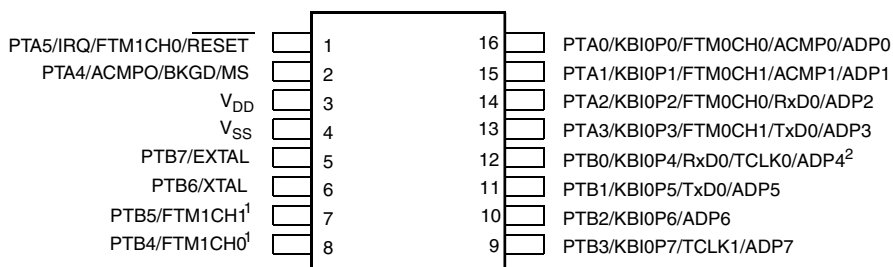 PTA5/IRQ/FTM1CH0/RESET 1 16 PTA0/KBI0P0/FTM0CH0/ACMP0/ADP0
PTA4/ACMPO/BKGD/MS 2 15 PTA1/KBI0P1/FTM0CH1/ACMP1/ADP1
VDD 3 14 PTA2/KBI0P2/FTM0CH0/RxD0/ADP2
VSS 4 13 PTA3/KBI0P3/FTM0CH1/TxD0/ADP3
PTB7/EXTAL 5 12 PTB0/KBI0P4/RxD0/TCLK0/ADP4²
PTB6/XTAL 6 11 PTB1/KBI0P5/TxD0/ADP5
PTB5/FTM1CH1¹ 7 10 PTB2/KBI0P6/ADP6
PTB4/FTM1CH0¹ 8 9 PTB3/KBI0P7/TCLK1/ADP7